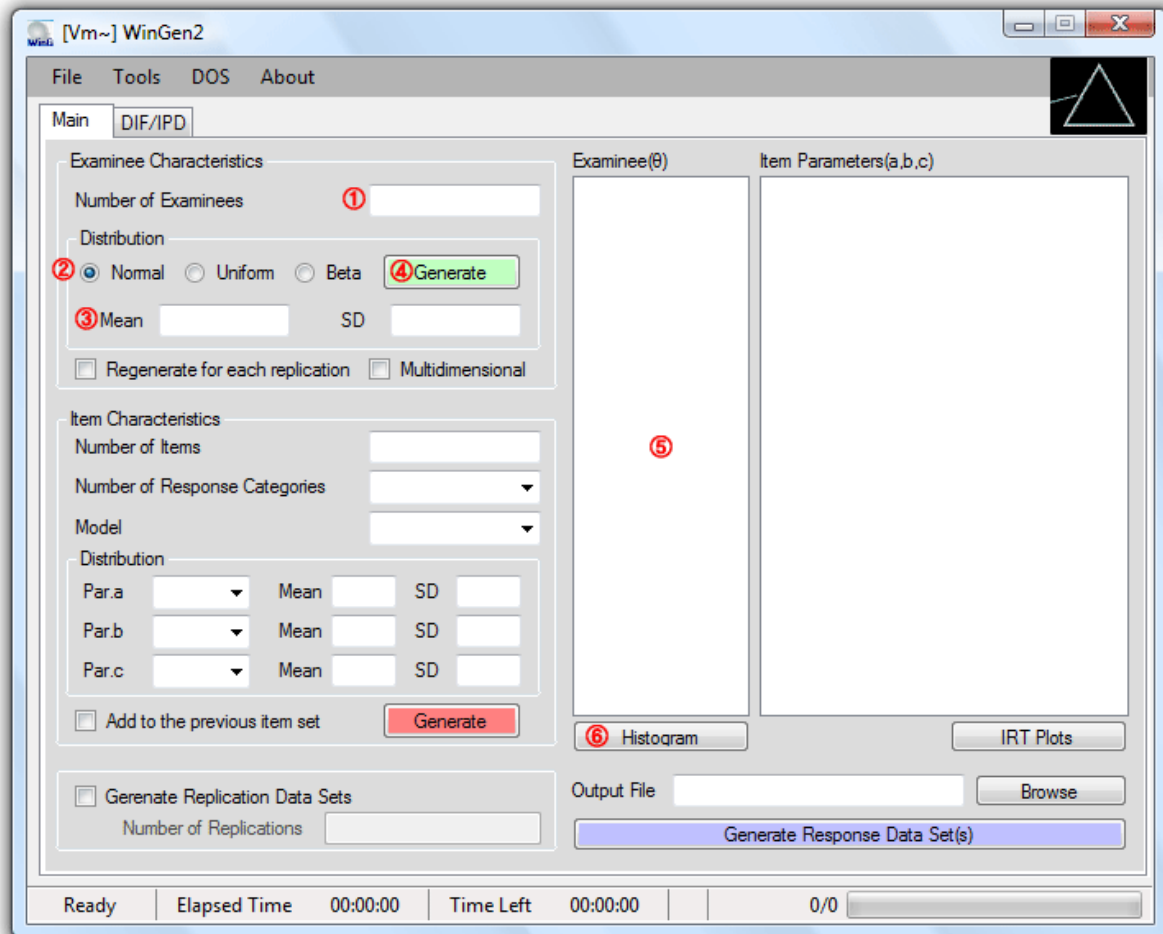 [Vm~] WinGen2
File Tools DOS About
Main DIF/IPD
Examinee Characteristics
Number of Examinees ①
Distribution
② Normal Uniform Beta ④Generate
③Mean SD
Regenerate for each replication Multidimensional
Item Characteristics
Number of Items
Number of Response Categories
Model
Distribution
Par.a Mean SD
Par.b Mean SD
Par.c Mean SD
Add to the previous item set Generate
Gerenate Replication Data Sets
Number of Replications
Examinee(θ) Item Parameters(a,b,c)
⑤
⑥ Histogram IRT Plots
Output File Browse
Generate Response Data Set(s)
Ready Elapsed Time 00:00:00 Time Left 00:00:00 0/0